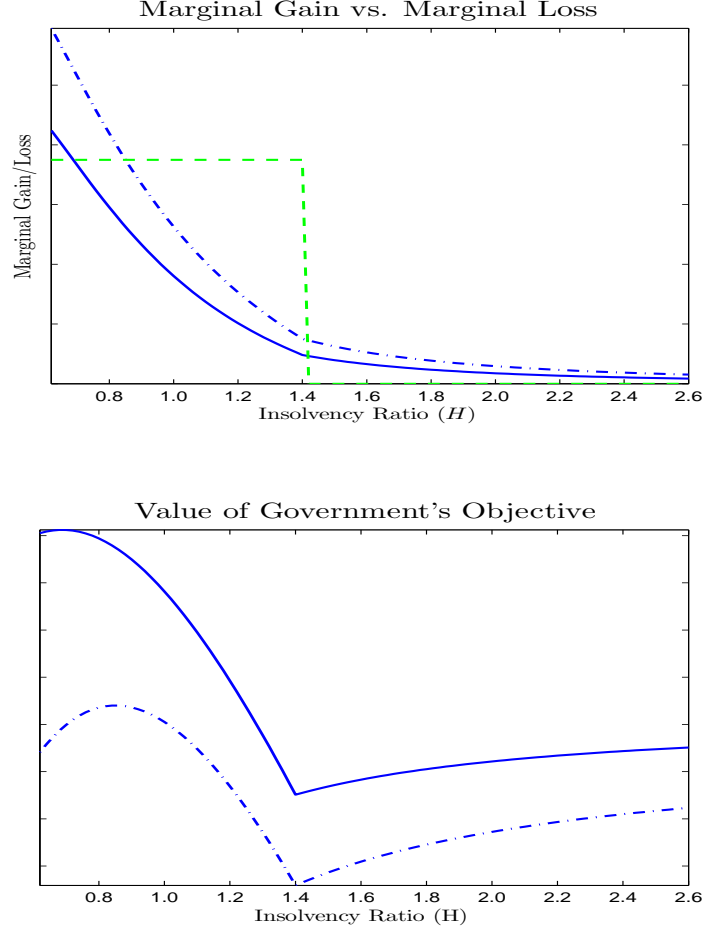 Marginal Gain vs. Marginal Loss
Marginal Gain/Loss
0.8 1.0 1.2 1.4 1.6 1.8 2.0 2.2 2.4 2.6
Insolvency Ratio (H)
Value of Government's Objective
0.8 1.0 1.2 1.4 1.6 1.8 2.0 2.2 2.4 2.6
Insolvency Ratio (H)